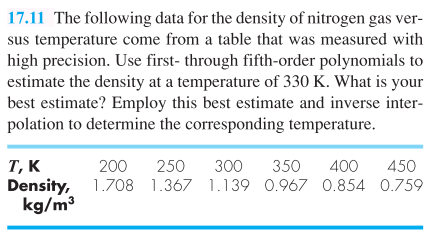 17.11 The following data for the density of nitrogen gas ver-
sus temperature come from a table that was measured with
high precision. Use first- through fifth-order polynomials to
estimate the density at a temperature of 330 K. What is your
best estimate? Employ this best estimate and inverse inter-
polation to determine the corresponding temperature.
T, K 200 250 300 350 400 450
Density, 1.708 1.367 1.139 0.967 0.854 0.759
kg/m³